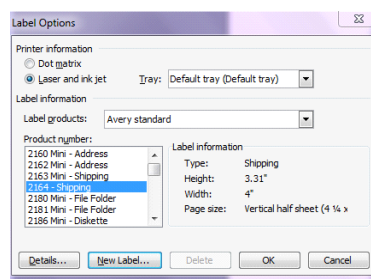 Label Options
Printer information
Dot matrix
Laser and ink jet Tray: Default tray (Default tray)
Label information
Label products: Avery standard
Product number:
2160 Mini - Address
2162 Mini - Address
2163 Mini - Shipping
2164 - Shipping
2180 Mini - File Folder
2181 Mini - File Folder
2186 Mini - Diskette
Label information
Type: Shipping
Height: 3.31"
Width: 4"
Page size: Vertical half sheet (4 ¼ x
Details... New Label... Delete OK Cancel